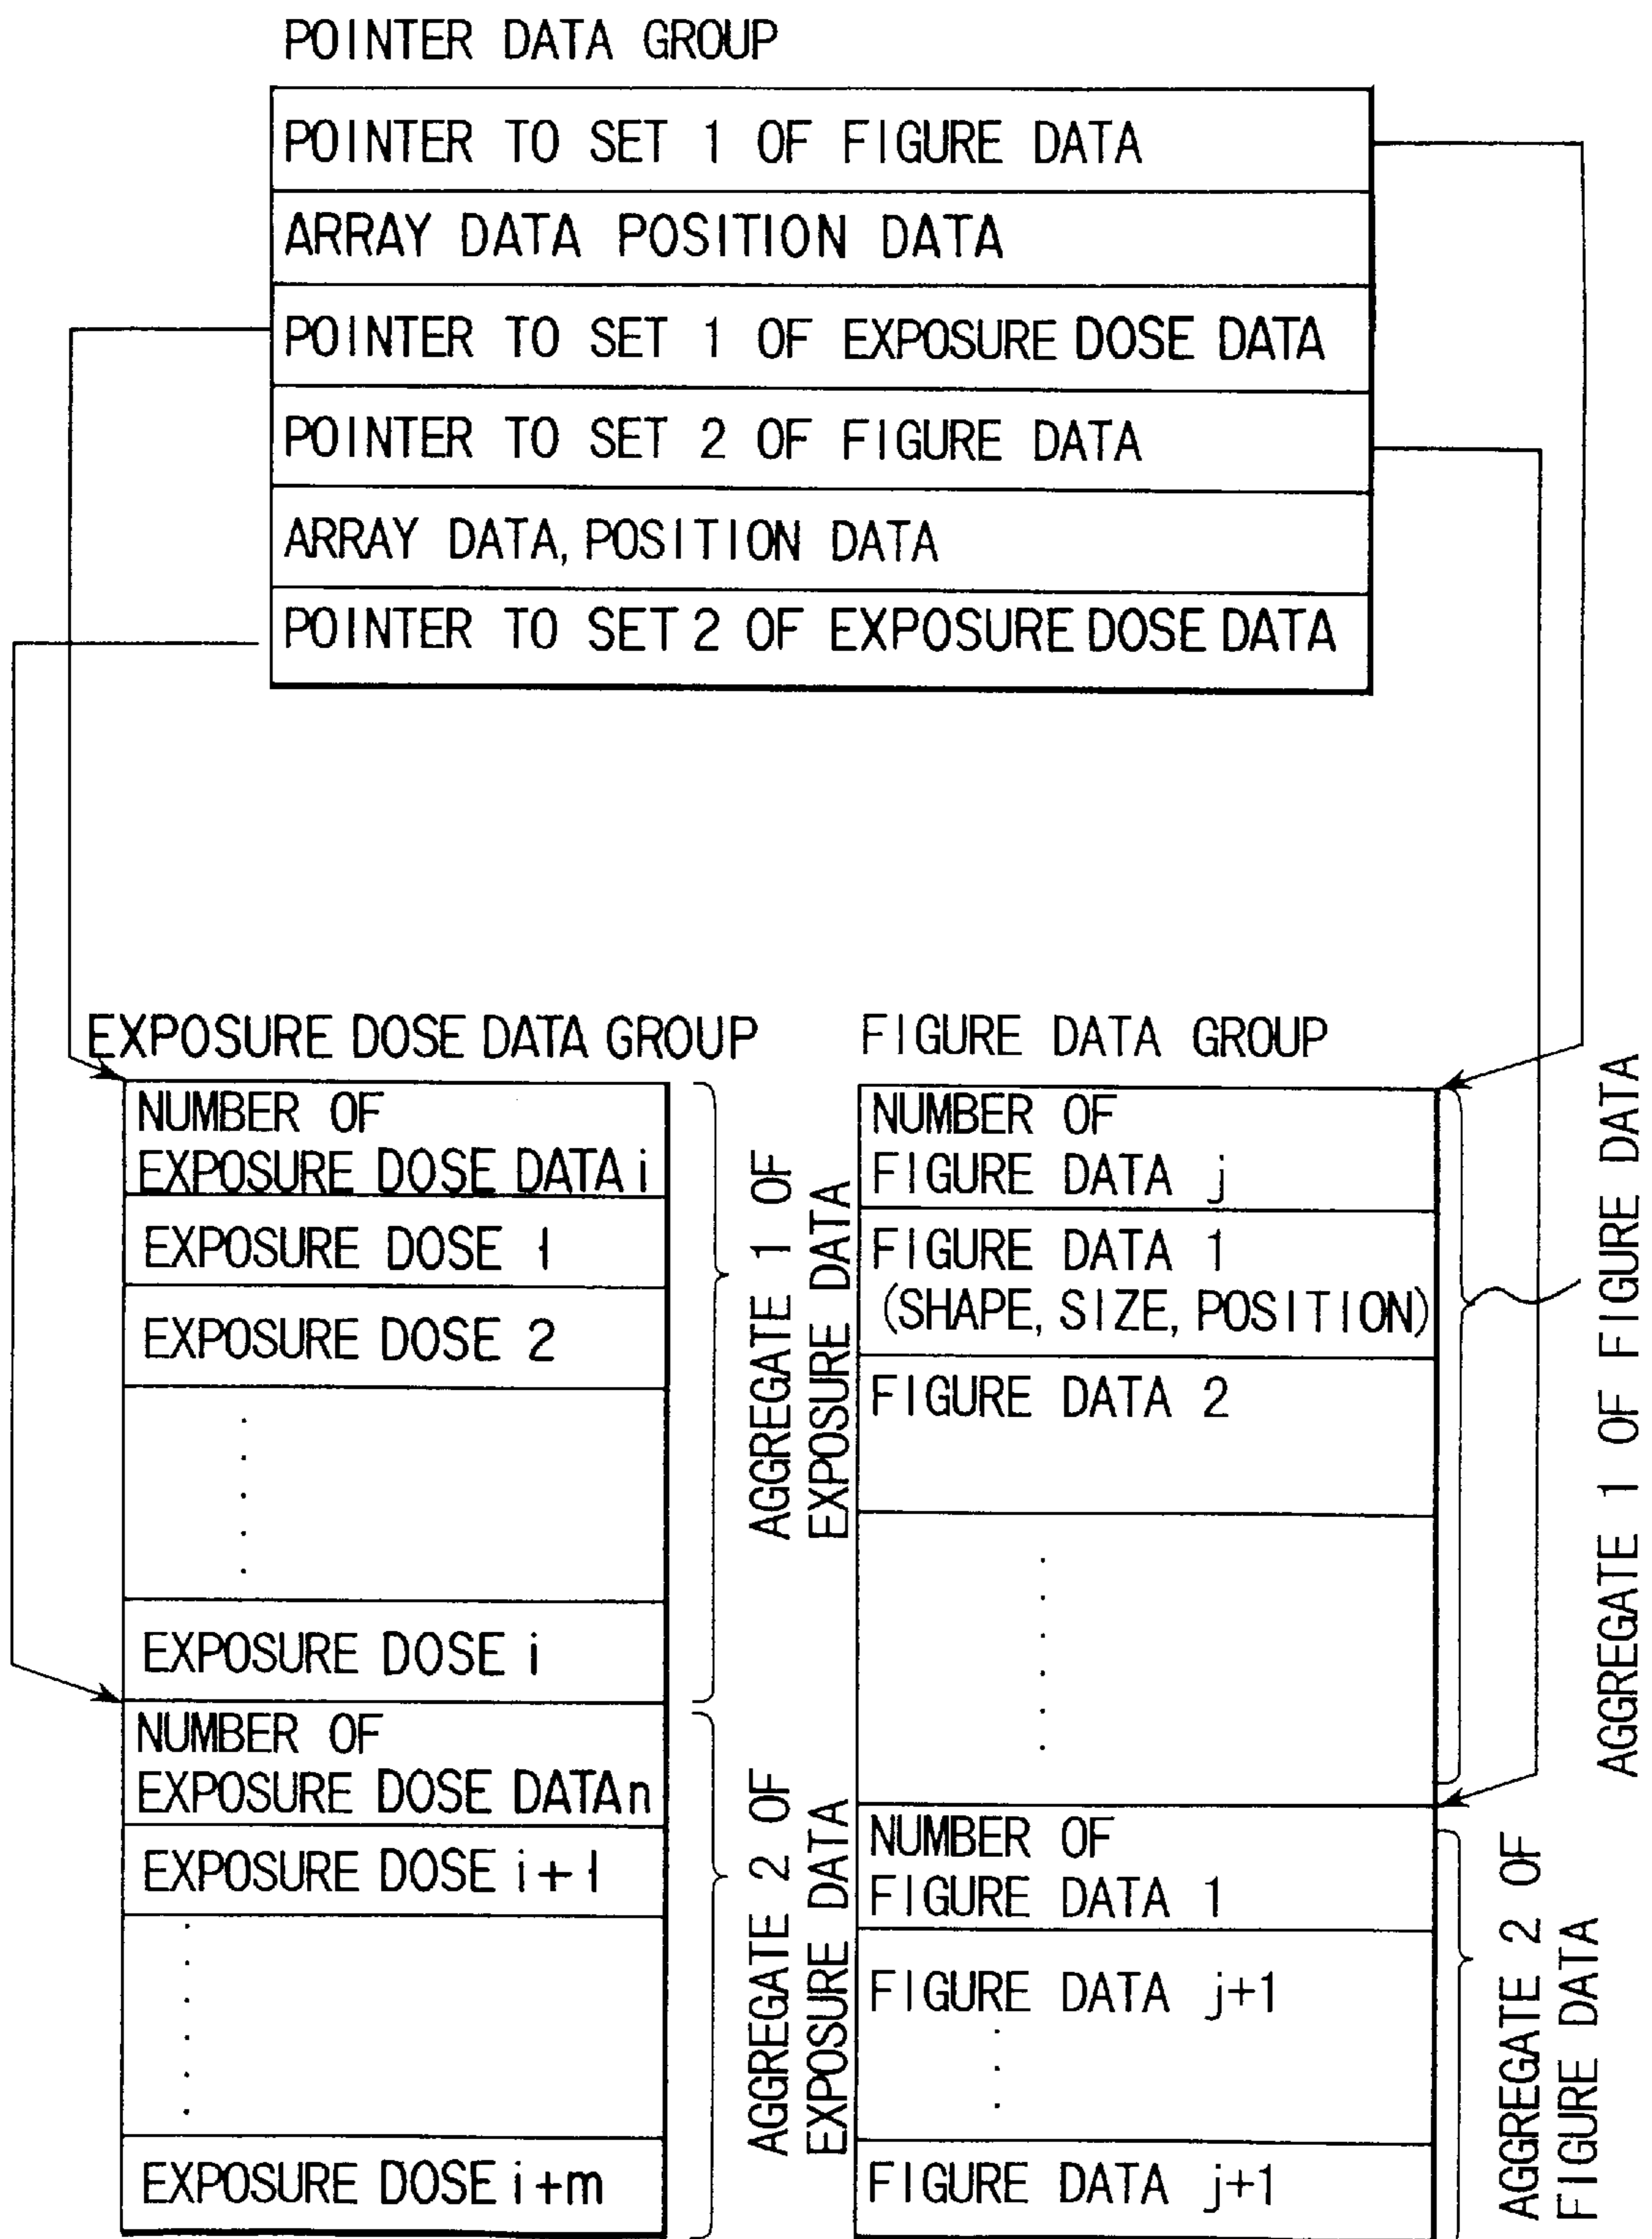 POINTER DATA GROUP
POINTER TO SET 1 OF FIGURE DATA
ARRAY DATA POSITION DATA
POINTER TO SET 1 OF EXPOSURE DOSE DATA
POINTER TO SET 2 OF FIGURE DATA
ARRAY DATA, POSITION DATA
POINTER TO SET 2 OF EXPOSURE DOSE DATA
EXPOSURE DOSE DATA GROUP
NUMBER OF
EXPOSURE DOSE DATA i
EXPOSURE DOSE 1
EXPOSURE DOSE 2
EXPOSURE DOSE i
NUMBER OF
EXPOSURE DOSE DATA n
EXPOSURE DOSE i+1
EXPOSURE DOSE i+m
AGGREGATE 1 OF
EXPOSURE DATA
AGGREGATE 2 OF
EXPOSURE DATA
FIGURE DATA GROUP
NUMBER OF
FIGURE DATA j
FIGURE DATA 1
(SHAPE, SIZE, POSITION)
FIGURE DATA 2
NUMBER OF
FIGURE DATA 1
FIGURE DATA j+1
FIGURE DATA j+1
AGGREGATE 1 OF FIGURE DATA
AGGREGATE 2 OF
FIGURE DATA